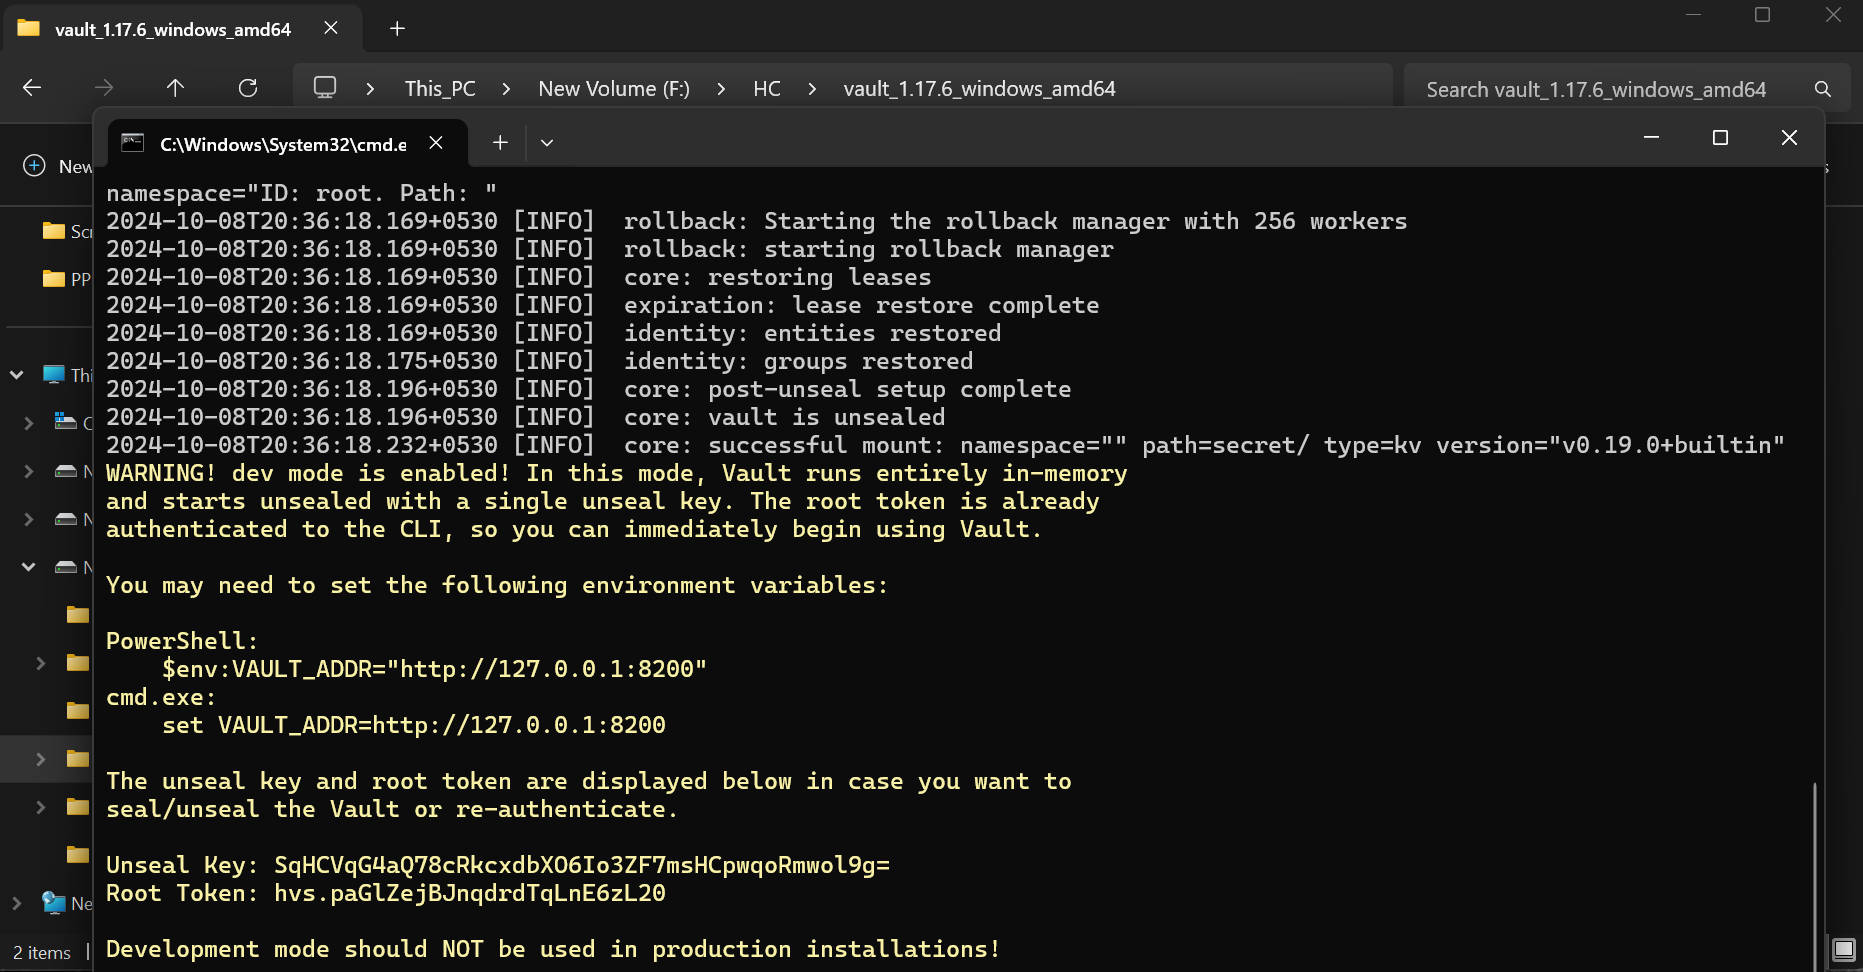 vault_1.17.6_windows_amd64
This_PC > New Volume (F:) > HC > vault_1.17.6_windows_amd64
Search vault_1.17.6_windows_amd64
C:\Windows\System32\cmd.e
New
namespace="ID: root. Path: "
2024-10-08T20:36:18.169+0530 [INFO]  rollback: Starting the rollback manager with 256 workers
2024-10-08T20:36:18.169+0530 [INFO]  rollback: starting rollback manager
2024-10-08T20:36:18.169+0530 [INFO]  core: restoring leases
2024-10-08T20:36:18.169+0530 [INFO]  expiration: lease restore complete
2024-10-08T20:36:18.169+0530 [INFO]  identity: entities restored
2024-10-08T20:36:18.175+0530 [INFO]  identity: groups restored
2024-10-08T20:36:18.196+0530 [INFO]  core: post-unseal setup complete
2024-10-08T20:36:18.196+0530 [INFO]  core: vault is unsealed
2024-10-08T20:36:18.232+0530 [INFO]  core: successful mount: namespace="" path=secret/ type=kv version="v0.19.0+builtin"
WARNING! dev mode is enabled! In this mode, Vault runs entirely in-memory
and starts unsealed with a single unseal key. The root token is already
authenticated to the CLI, so you can immediately begin using Vault.
You may need to set the following environment variables:
PowerShell:
$env:VAULT_ADDR="http://127.0.0.1:8200"
cmd.exe:
set VAULT_ADDR=http://127.0.0.1:8200
The unseal key and root token are displayed below in case you want to
seal/unseal the Vault or re-authenticate.
Unseal Key: SqHCVqG4aQ78cRkcxdbXO6Io3ZF7msHCpwqoRmwol9g=
Root Token: hvs.paGlZejBJnqdrdTqLnE6zL20
Development mode should NOT be used in production installations!
2 items